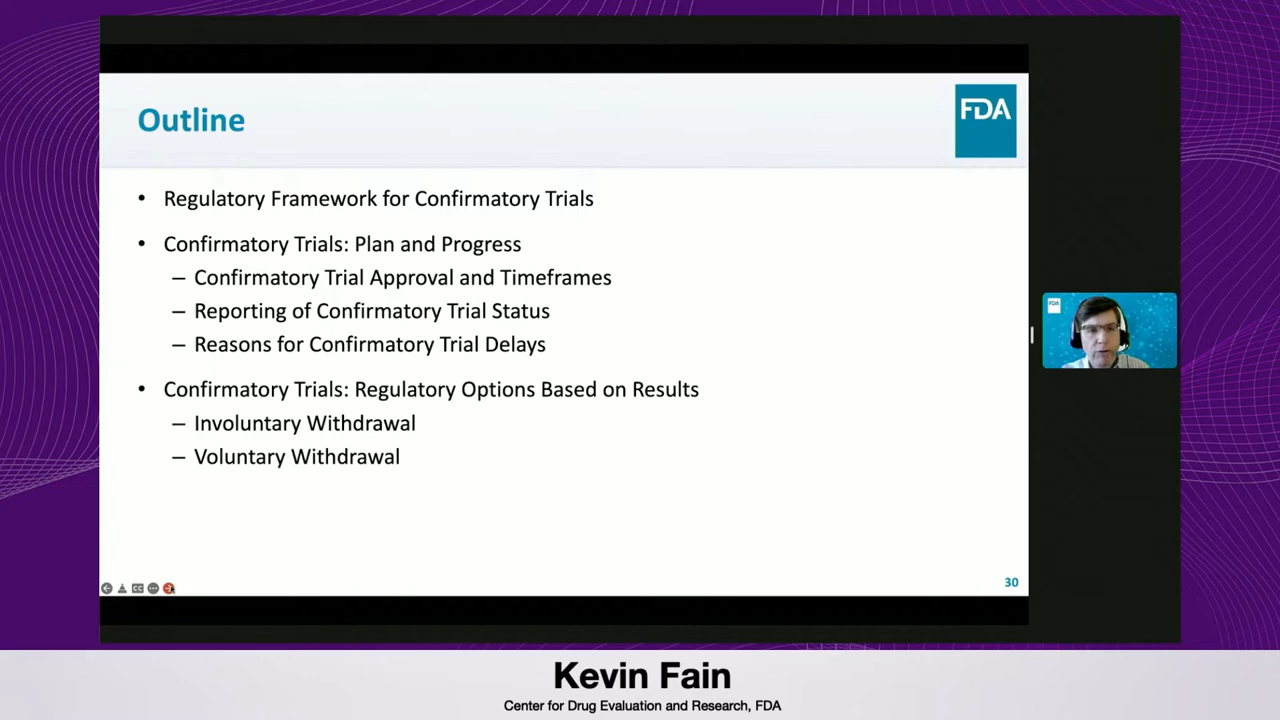 Outline
FDA
• Regulatory Framework for Confirmatory Trials
• Confirmatory Trials: Plan and Progress
– Confirmatory Trial Approval and Timeframes
– Reporting of Confirmatory Trial Status
– Reasons for Confirmatory Trial Delays
• Confirmatory Trials: Regulatory Options Based on Results
– Involuntary Withdrawal
– Voluntary Withdrawal
FDA
CC
30
Kevin Fain
Center for Drug Evaluation and Research, FDA